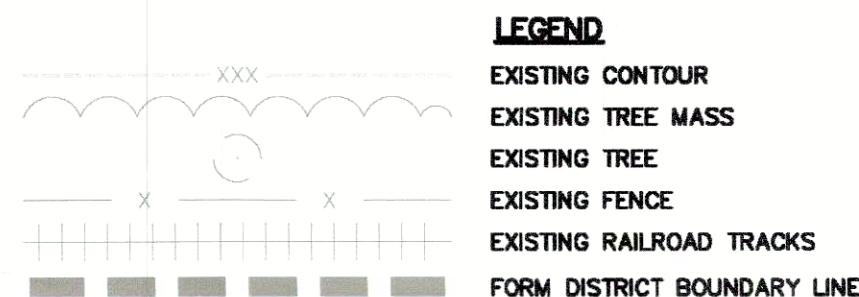 LEGEND
XXX EXISTING CONTOUR
EXISTING TREE MASS
EXISTING TREE
X X EXISTING FENCE
EXISTING RAILROAD TRACKS
FORM DISTRICT BOUNDARY LINE